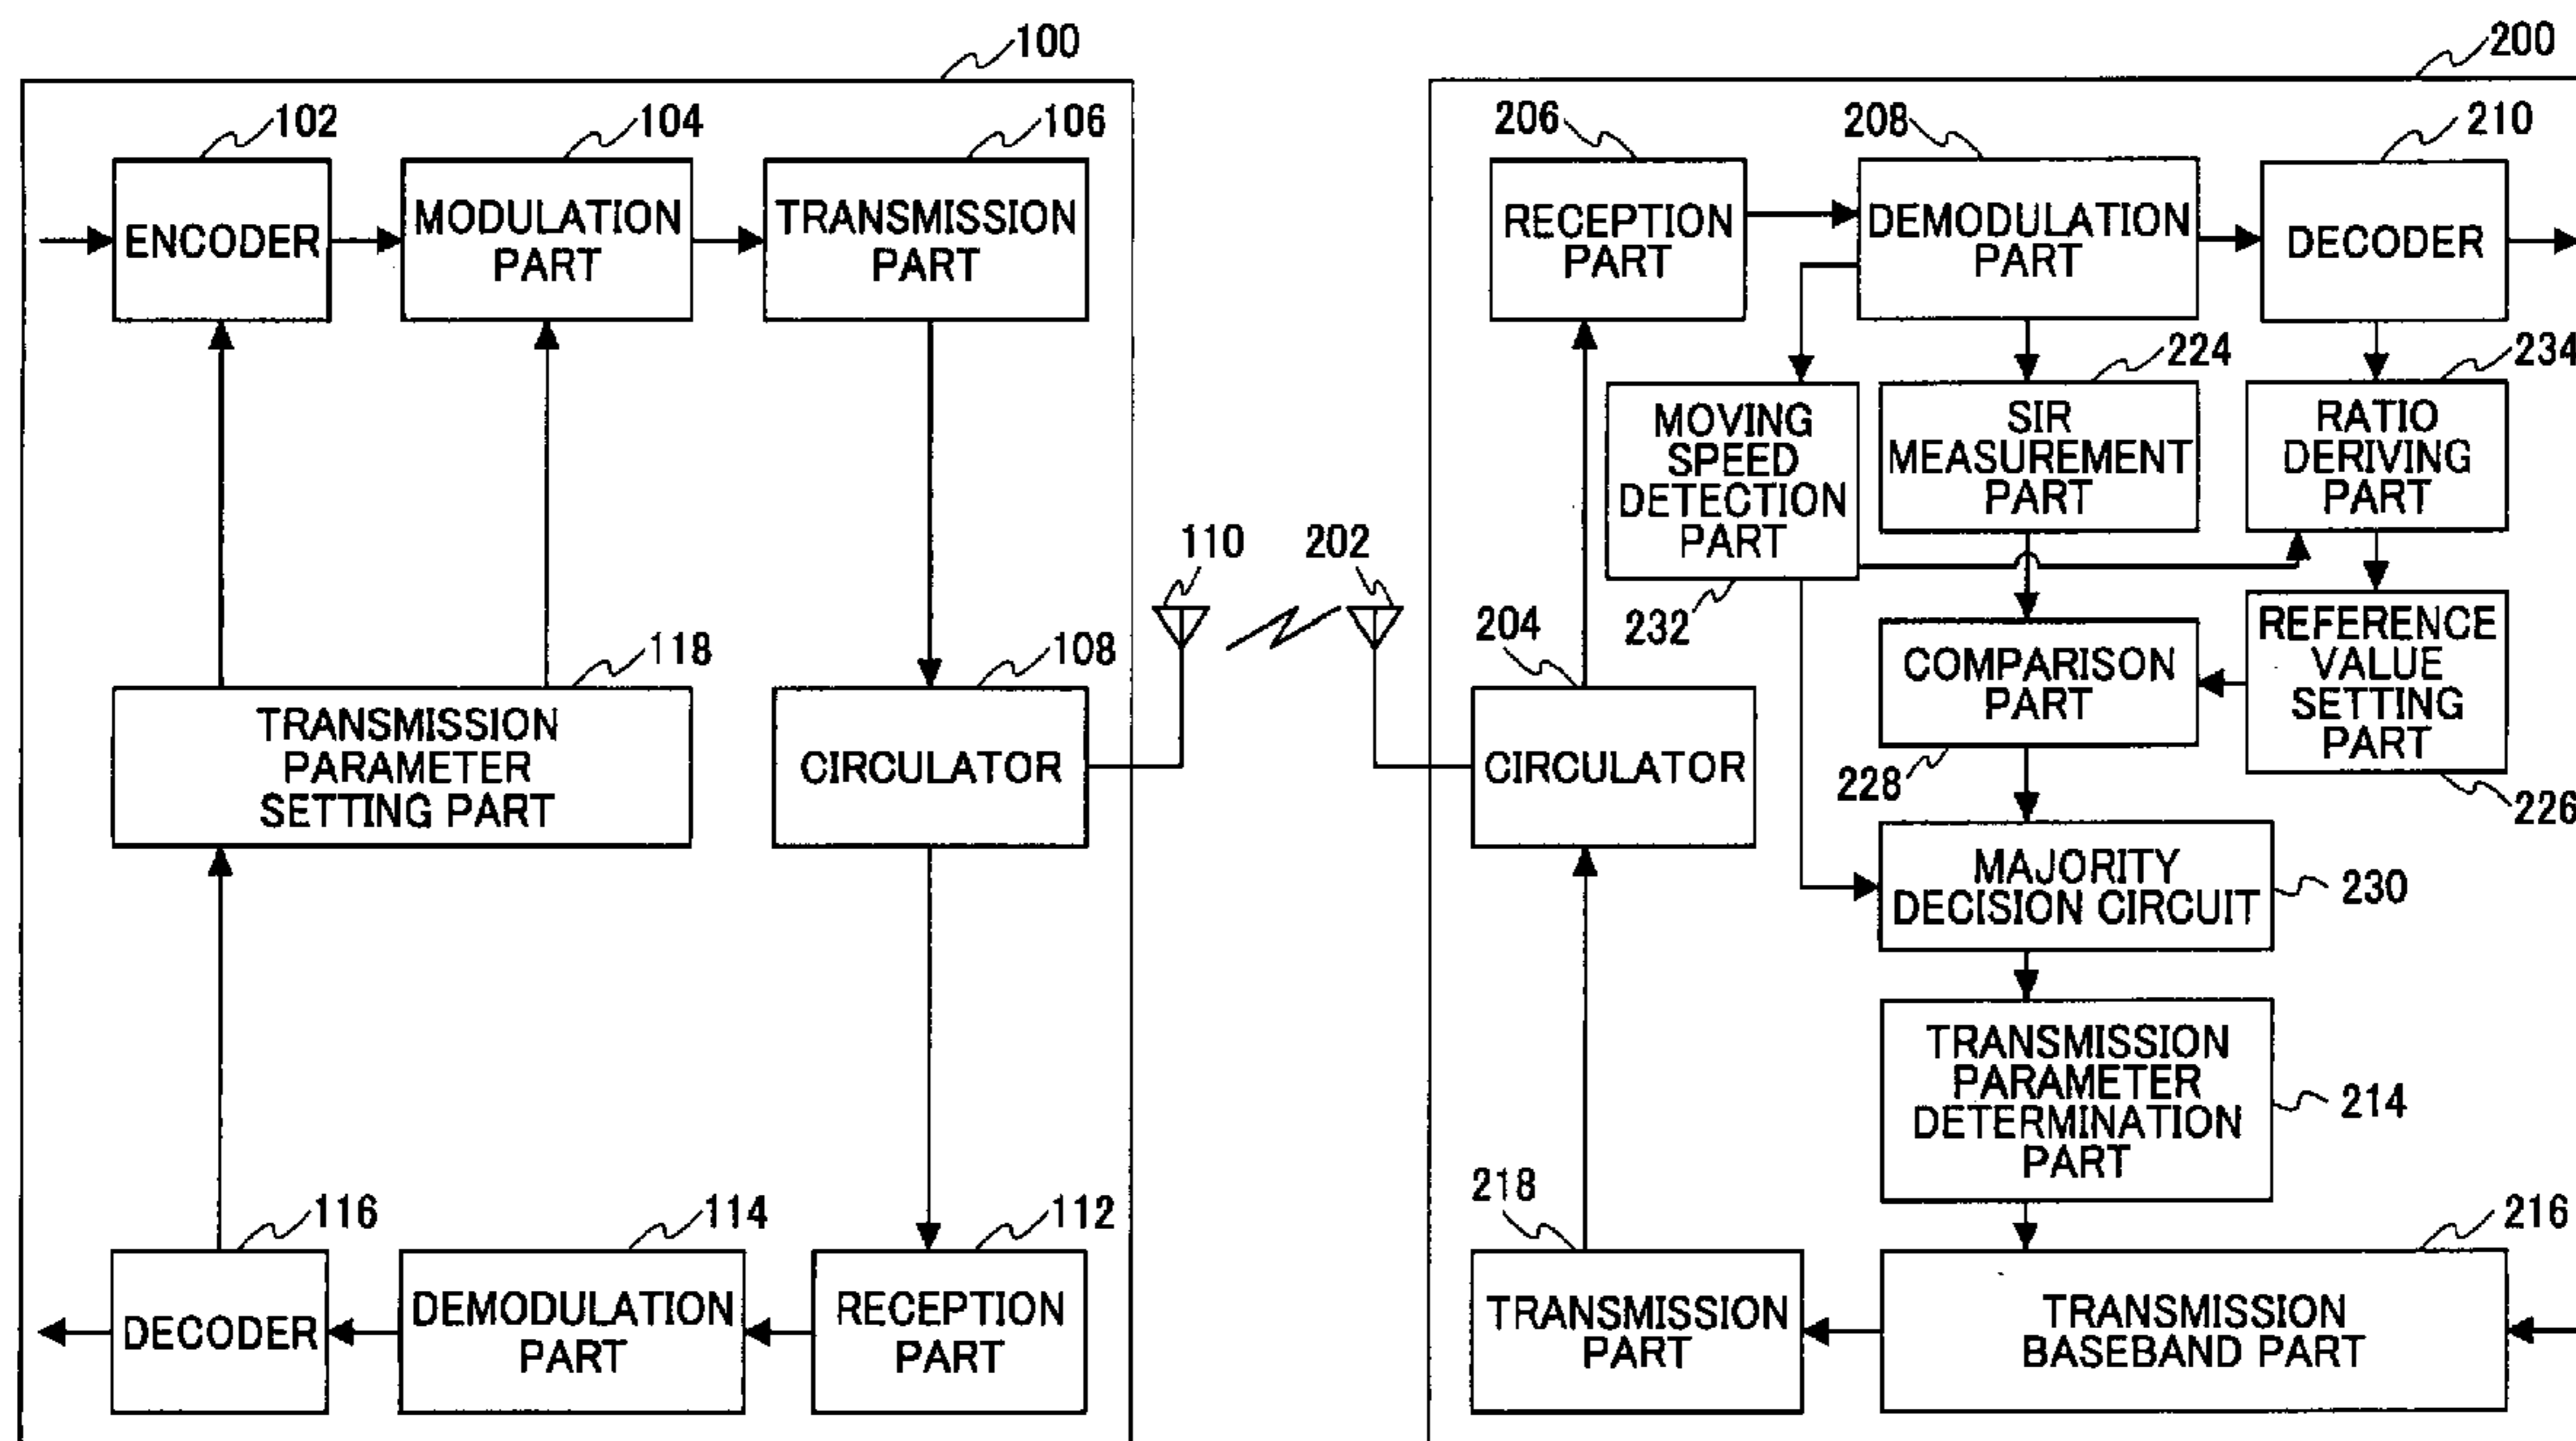 100
200
102
104
106
206
208
210
ENCODER
MODULATION
PART
TRANSMISSION
PART
RECEPTION
PART
DEMODULATION
PART
DECODER
224
234
MOVING
SPEED
DETECTION
PART
SIR
MEASUREMENT
PART
RATIO
DERIVING
PART
110
202
232
118
108
204
TRANSMISSION
PARAMETER
SETTING PART
CIRCULATOR
CIRCULATOR
COMPARISON
PART
REFERENCE
VALUE
SETTING
PART
228
226
MAJORITY
DECISION CIRCUIT
230
TRANSMISSION
PARAMETER
DETERMINATION
PART
214
116
114
112
218
216
DECODER
DEMODULATION
PART
RECEPTION
PART
TRANSMISSION
PART
TRANSMISSION
BASEBAND PART